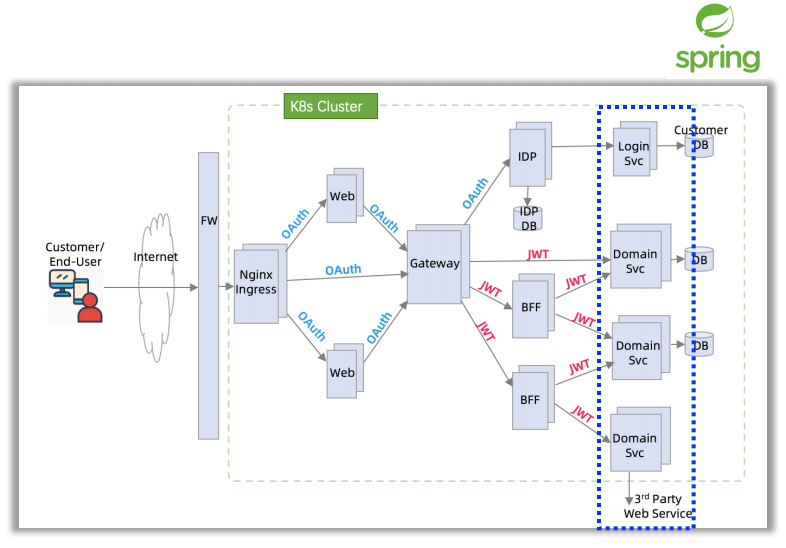 spring
K8s Cluster
Customer/
End-User
Internet
FW
Nginx
Ingress
OAuth
OAuth
OAuth
Web
Web
OAuth
OAuth
Gateway
OAuth
JWT
JWT
JWT
IDP
IDP
DB
BFF
BFF
JWT
JWT
JWT
JWT
Login
Svc
Customer
DB
Domain
Svc
DB
Domain
Svc
DB
Domain
Svc
3rd Party
Web Service